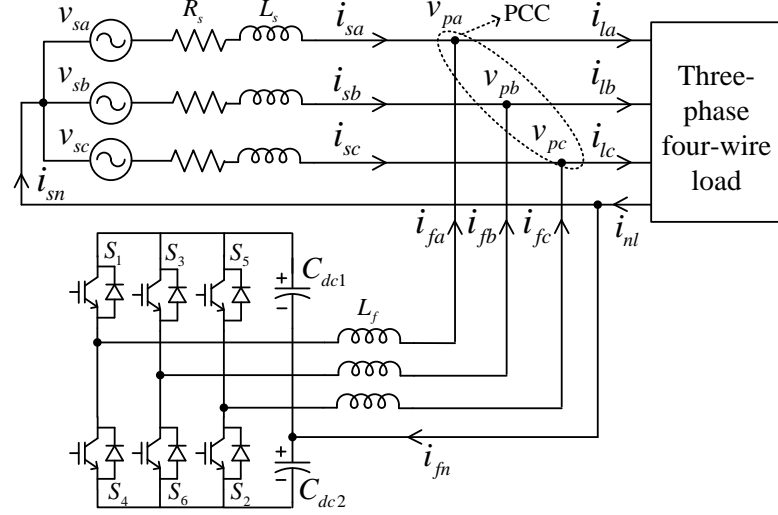 v_sa R_s L_s i_sa v_pa PCC i_la
v_sb i_sb v_pb i_lb
v_sc i_sc v_pc i_lc
Three-
phase
four-wire
load
i_sn i_nl
i_fa i_fb i_fc
S_1 S_3 S_5
+ C_dc1
-
L_f
i_fn
+
-
S_4 S_6 S_2 C_dc2